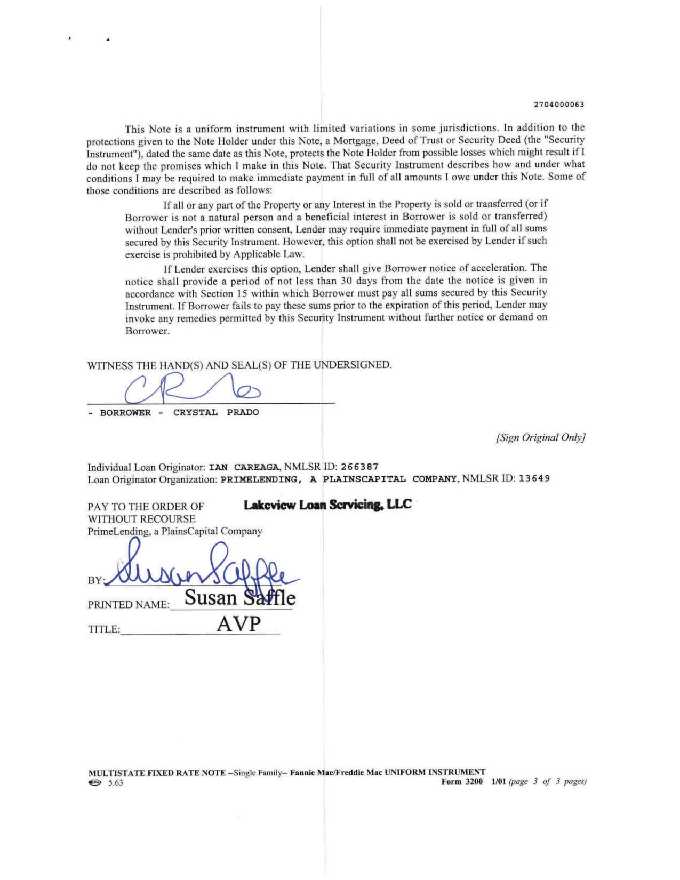 2704000063
This Note is a uniform instrument with limited variations in some jurisdictions. In addition to the
protections given to the Note Holder under this Note, a Mortgage, Deed of Trust or Security Deed (the "Security
Instrument"), dated the same date as this Note, protects the Note Holder from possible losses which might result if I
do not keep the promises which I make in this Note. That Security Instrument describes how and under what
conditions I may be required to make immediate payment in full of all amounts I owe under this Note. Some of
those conditions are described as follows:
If all or any part of the Property or any Interest in the Property is sold or transferred (or if
Borrower is not a natural person and a beneficial interest in Borrower is sold or transferred)
without Lender's prior written consent, Lender may require immediate payment in full of all sums
secured by this Security Instrument. However, this option shall not be exercised by Lender if such
exercise is prohibited by Applicable Law.
If Lender exercises this option, Lender shall give Borrower notice of acceleration. The
notice shall provide a period of not less than 30 days from the date the notice is given in
accordance with Section 15 within which Borrower must pay all sums secured by this Security
Instrument. If Borrower fails to pay these sums prior to the expiration of this period, Lender may
invoke any remedies permitted by this Security Instrument without further notice or demand on
Borrower.
WITNESS THE HAND(S) AND SEAL(S) OF THE UNDERSIGNED.
- BORROWER - CRYSTAL PRADO
[Sign Original Only]
Individual Loan Originator: IAN CAREAGA, NMLSR ID: 266387
Loan Originator Organization: PRIMELENDING, A PLAINSCAPITAL COMPANY, NMLSR ID: 13649
PAY TO THE ORDER OF Lakeview Loan Servicing, LLC
WITHOUT RECOURSE
PrimeLending, a PlainsCapital Company
BY: Susan Saffle
PRINTED NAME: Susan Saffle
TITLE: AVP
MULTISTATE FIXED RATE NOTE --Single Family-- Fannie Mae/Freddie Mac UNIFORM INSTRUMENT
5.63 Form 3200 1/01 (page 3 of 3 pages)